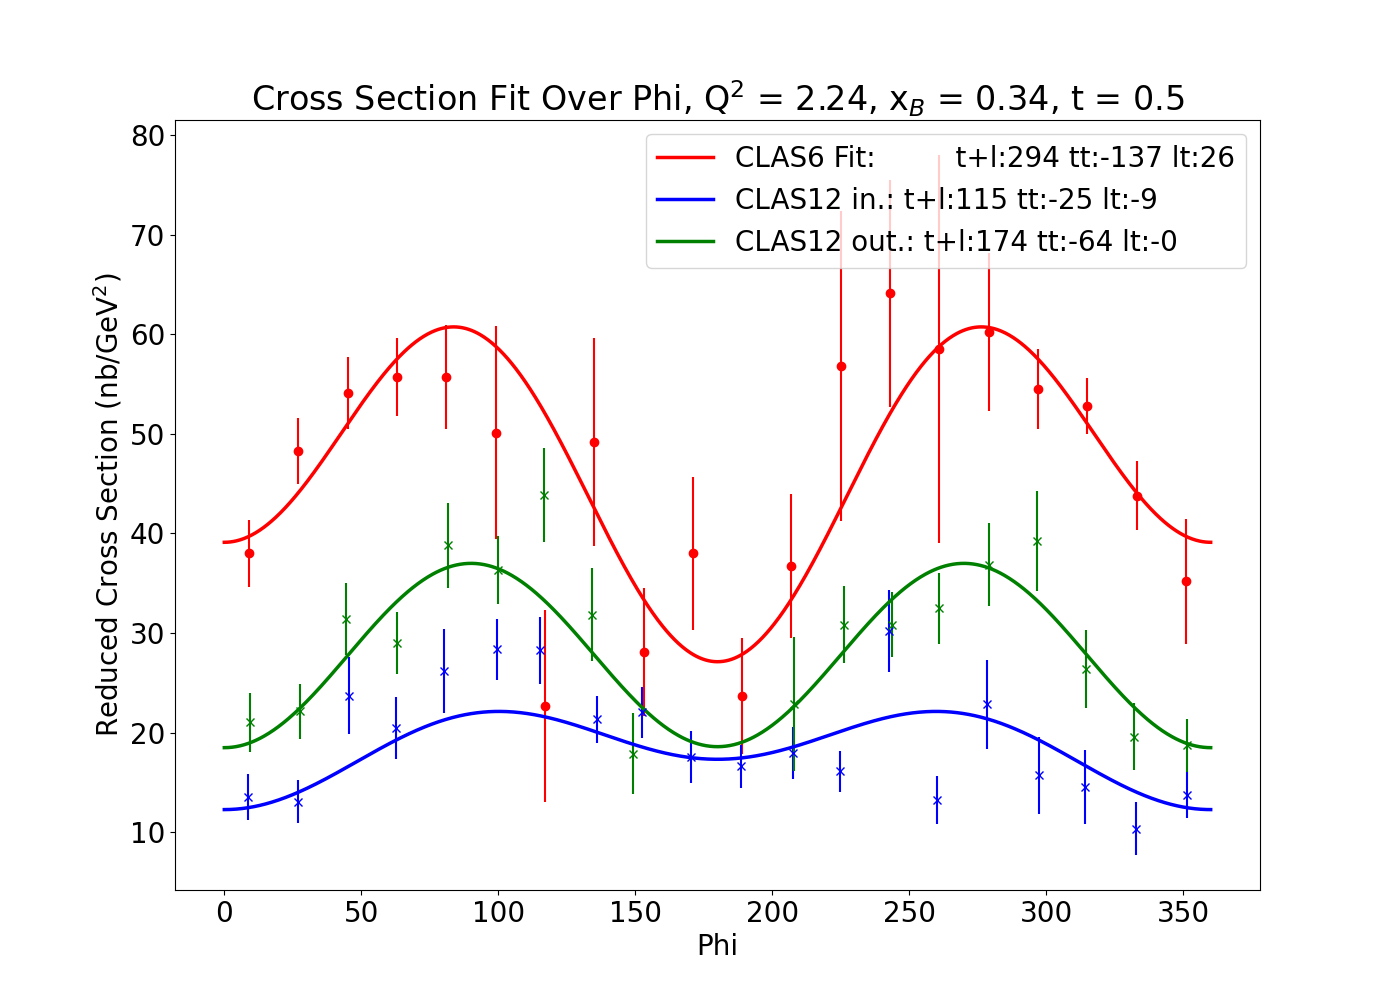 Cross Section Fit Over Phi, Q² = 2.24, x_B = 0.34, t = 0.5
CLAS6 Fit: t+l:294 tt:-137 lt:26
CLAS12 in.: t+l:115 tt:-25 lt:-9
CLAS12 out.: t+l:174 tt:-64 lt:-0
Reduced Cross Section (nb/GeV²)
80
70
60
50
40
30
20
10
0 50 100 150 200 250 300 350
Phi